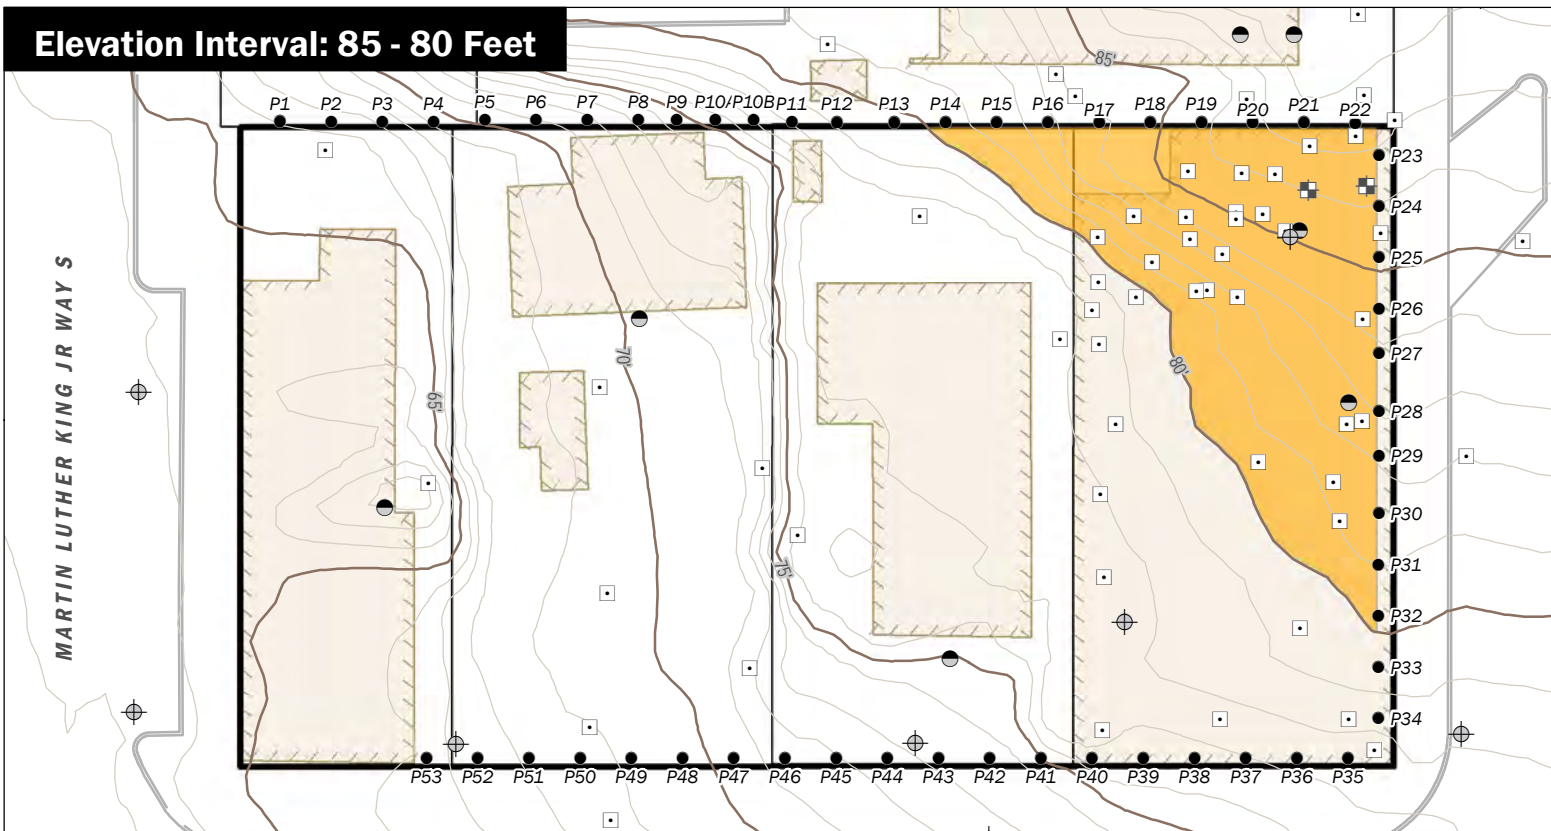 Elevation Interval: 85 - 80 Feet
85'
P1 P2 P3 P4 P5 P6 P7 P8 P9 P10A P10B P11 P12 P13 P14 P15 P16 P17 P18 P19 P20 P21 P22
P23
P24
P25
P26
P27
P28
P29
P30
P31
P32
P33
P34
MARTIN LUTHER KING JR WAY S
65'
70'
75'
80'
P53 P52 P51 P50 P49 P48 P47 P46 P45 P44 P43 P42 P41 P40 P39 P38 P37 P36 P35